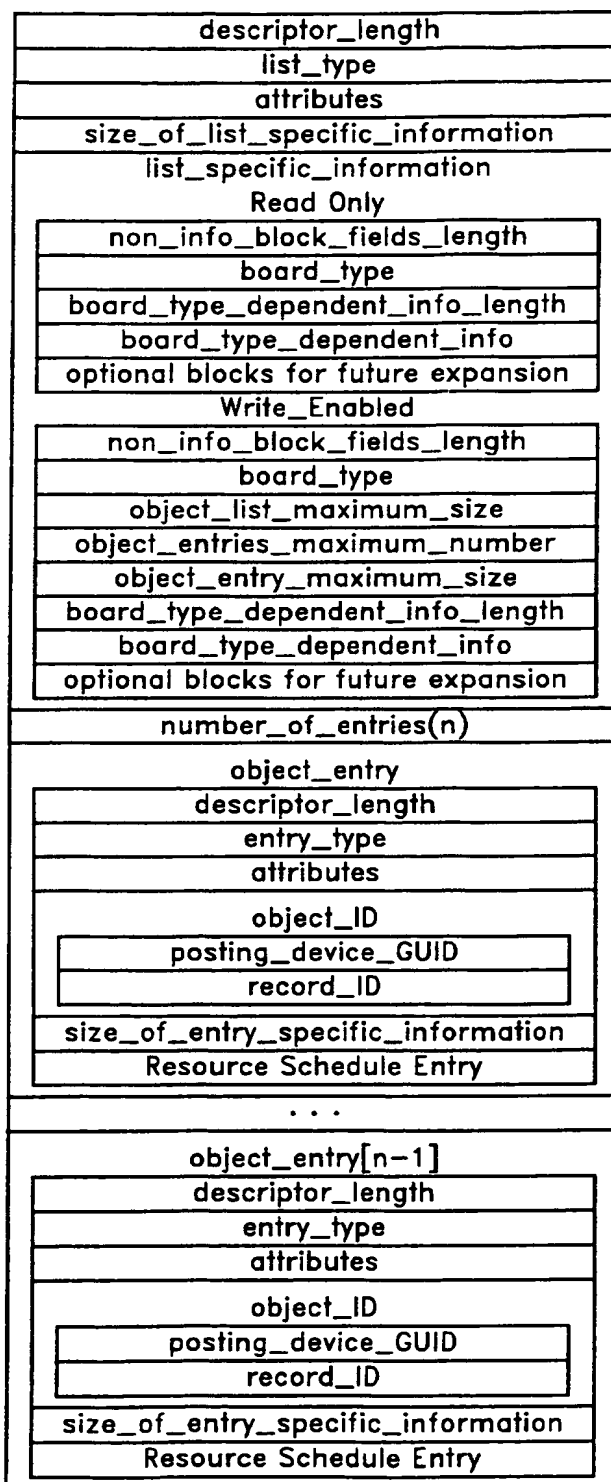 descriptor_length
list_type
attributes
size_of_list_specific_information
list_specific_information
Read Only
non_info_block_fields_length
board_type
board_type_dependent_info_length
board_type_dependent_info
optional blocks for future expansion
Write_Enabled
non_info_block_fields_length
board_type
object_list_maximum_size
object_entries_maximum_number
object_entry_maximum_size
board_type_dependent_info_length
board_type_dependent_info
optional blocks for future expansion
number_of_entries(n)
object_entry
descriptor_length
entry_type
attributes
object_ID
posting_device_GUID
record_ID
size_of_entry_specific_information
Resource Schedule Entry
. . .
object_entry[n-1]
descriptor_length
entry_type
attributes
object_ID
posting_device_GUID
record_ID
size_of_entry_specific_information
Resource Schedule Entry